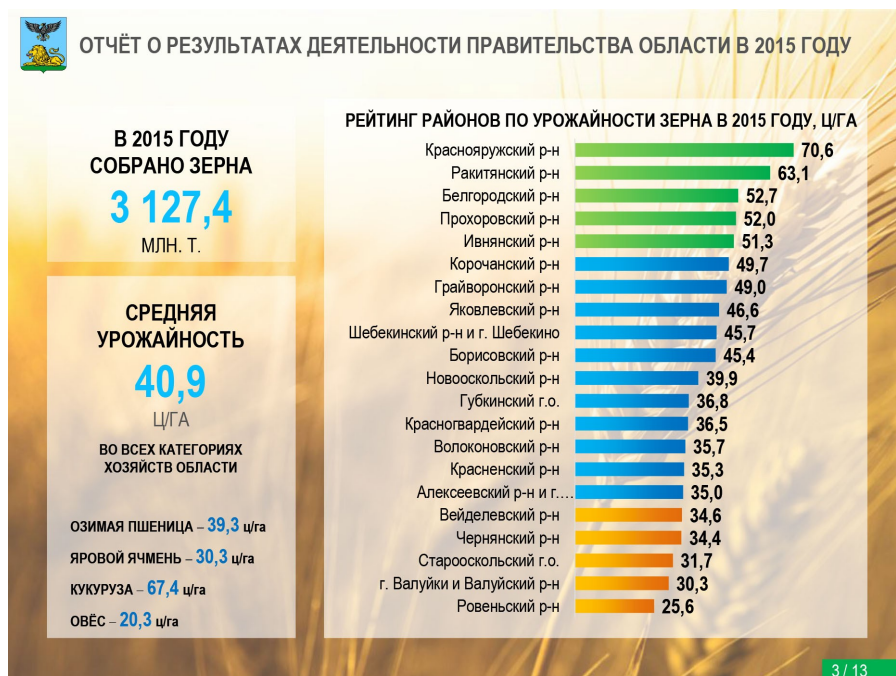 ОТЧЁТ О РЕЗУЛЬТАТАХ ДЕЯТЕЛЬНОСТИ ПРАВИТЕЛЬСТВА ОБЛАСТИ В 2015 ГОДУ
В 2015 ГОДУ
СОБРАНО ЗЕРНА
3 127,4
МЛН. Т.
СРЕДНЯЯ
УРОЖАЙНОСТЬ
40,9
Ц/ГА
ВО ВСЕХ КАТЕГОРИЯХ
ХОЗЯЙСТВ ОБЛАСТИ
ОЗИМАЯ ПШЕНИЦА – 39,3 ц/га
ЯРОВОЙ ЯЧМЕНЬ – 30,3 ц/га
КУКУРУЗА – 67,4 ц/га
ОВЁС – 20,3 ц/га
РЕЙТИНГ РАЙОНОВ ПО УРОЖАЙНОСТИ ЗЕРНА В 2015 ГОДУ, Ц/ГА
Краснояружский р-н 70,6
Ракитянский р-н 63,1
Белгородский р-н 52,7
Прохоровский р-н 52,0
Ивнянский р-н 51,3
Корочанский р-н 49,7
Грайворонский р-н 49,0
Яковлевский р-н 46,6
Шебекинский р-н и г. Шебекино 45,7
Борисовский р-н 45,4
Новооскольский р-н 39,9
Губкинский г.о. 36,8
Красногвардейский р-н 36,5
Волоконовский р-н 35,7
Красненский р-н 35,3
Алексеевский р-н и г.… 35,0
Вейделевский р-н 34,6
Чернянский р-н 34,4
Старооскольский г.о. 31,7
г. Валуйки и Валуйский р-н 30,3
Ровеньский р-н 25,6
3 / 13